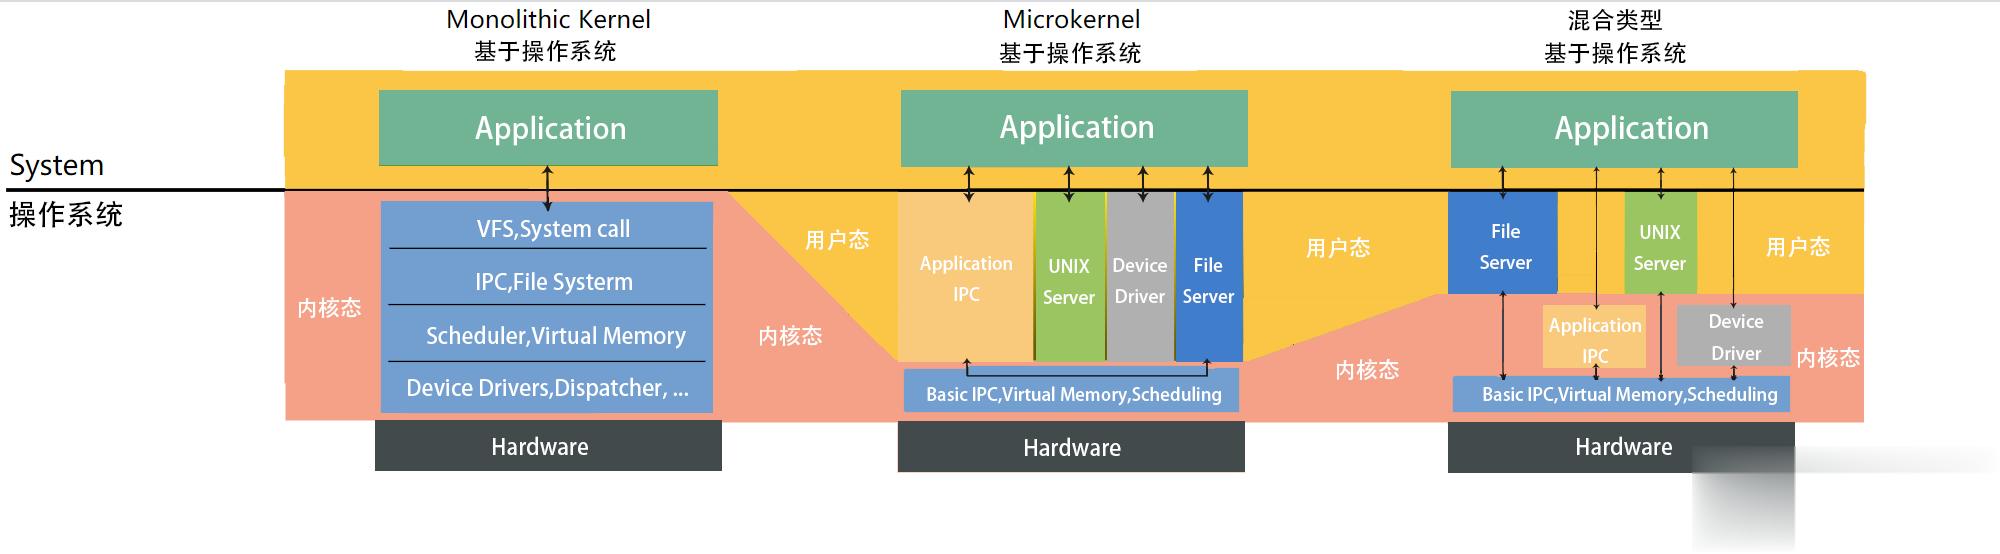 Monolithic Kernel
基于操作系统
Microkernel
基于操作系统
混合类型
基于操作系统
System
操作系统
Application
VFS,System call
IPC,File Systerm
Scheduler,Virtual Memory
Device Drivers,Dispatcher, ...
Hardware
内核态
用户态
内核态
Application
Application
IPC
UNIX
Server
Device
Driver
File
Server
Basic IPC,Virtual Memory,Scheduling
Hardware
用户态
内核态
Application
File
Server
UNIX
Server
用户态
Application
IPC
Device
Driver
内核态
Basic IPC,Virtual Memory,Scheduling
Hardware